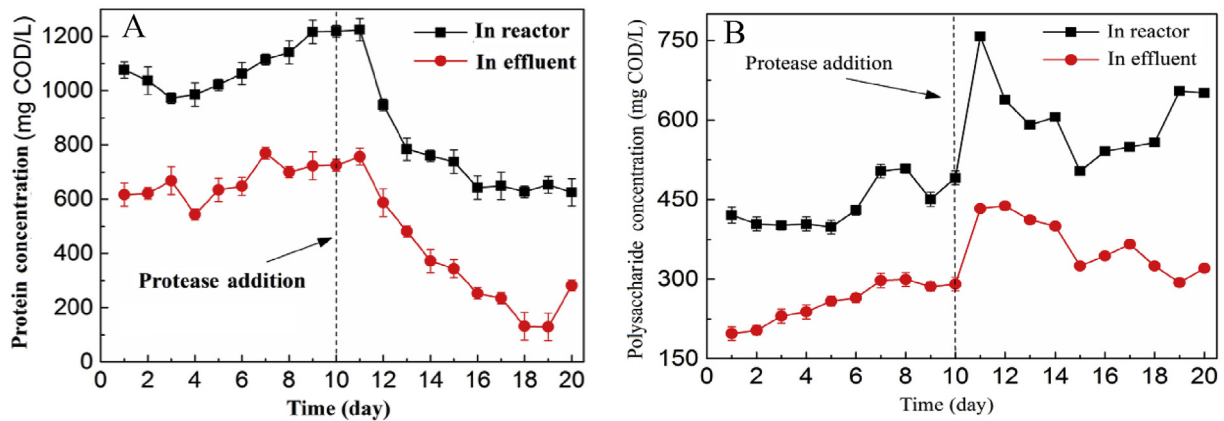 A
In reactor
In effluent
Protease addition
Protein concentration (mg COD/L)
1200
1000
800
600
400
200
0
0 2 4 6 8 10 12 14 16 18 20
Time (day)
B
In reactor
In effluent
Protease addition
Polysaccharide concentration (mg COD/L)
750
600
450
300
150
0 2 4 6 8 10 12 14 16 18 20
Time (day)